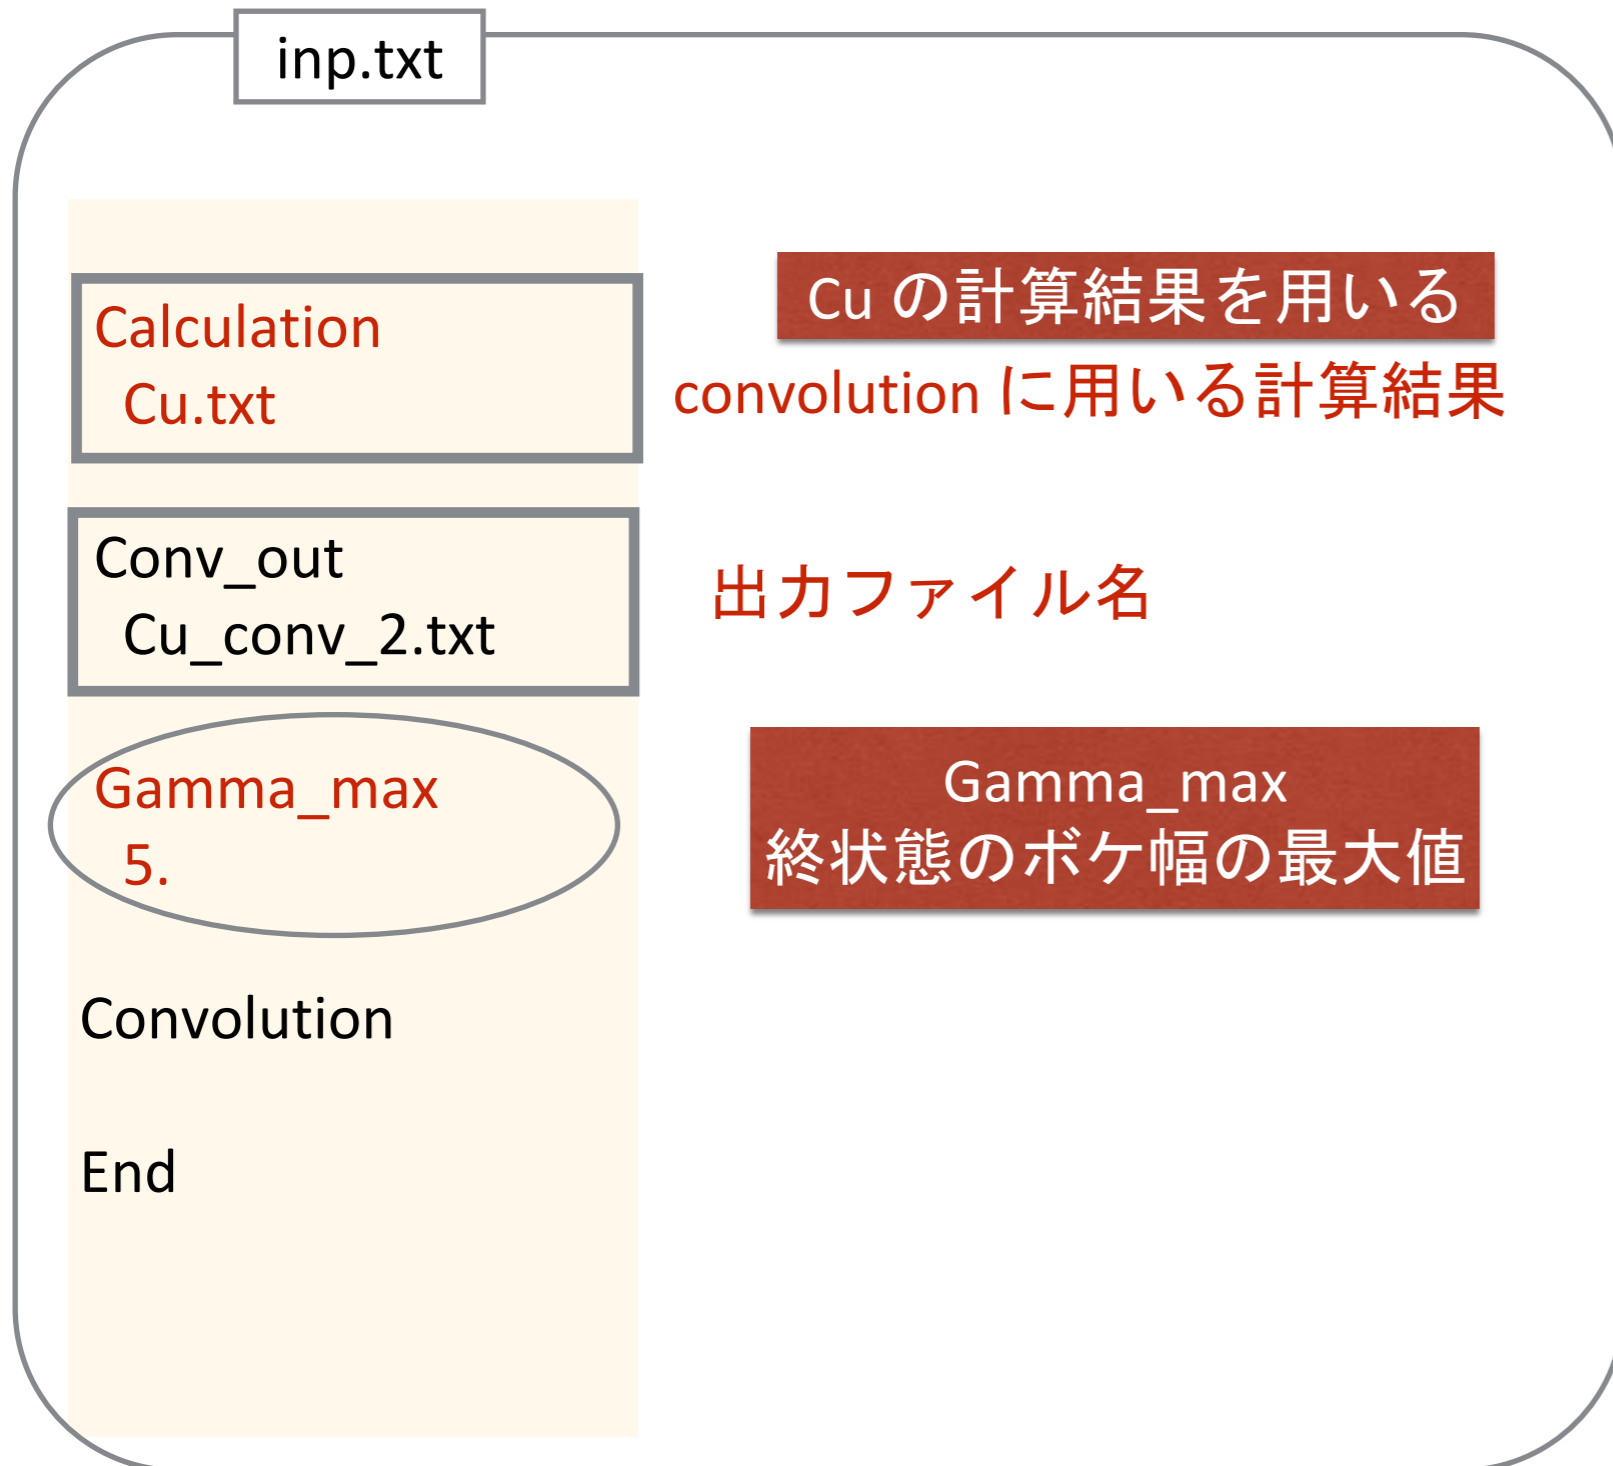 inp.txt
Calculation
Cu.txt
Cu の計算結果を用いる
convolution に用いる計算結果
Conv_out
Cu_conv_2.txt
出力ファイル名
Gamma_max
5.
Gamma_max
終状態のボケ幅の最大値
Convolution
End